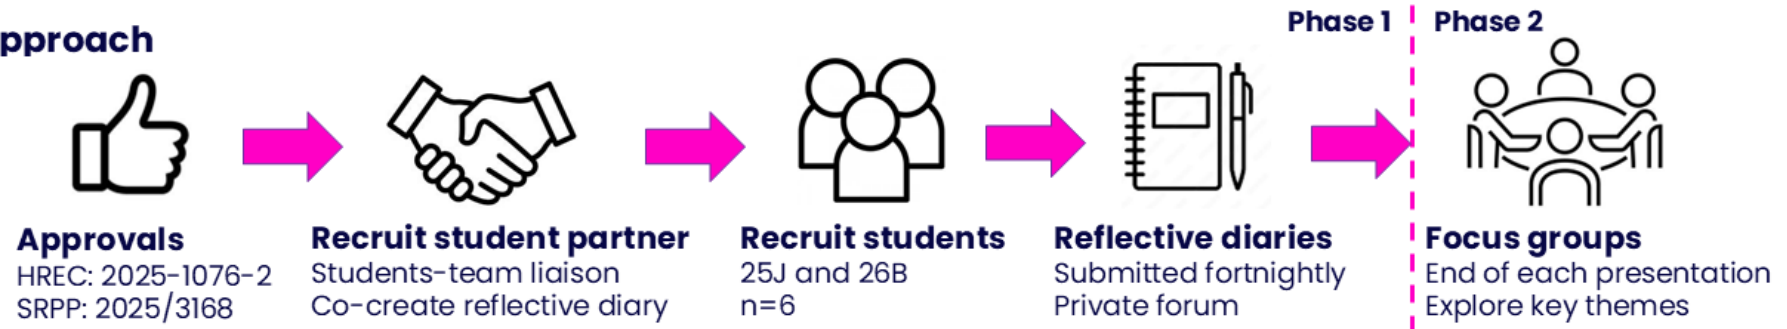 pproach
Phase 1
Phase 2
Approvals
HREC: 2025-1076-2
SRPP: 2025/3168
Recruit student partner
Students-team liaison
Co-create reflective diary
Recruit students
25J and 26B
n=6
Reflective diaries
Submitted fortnightly
Private forum
Focus groups
End of each presentation
Explore key themes